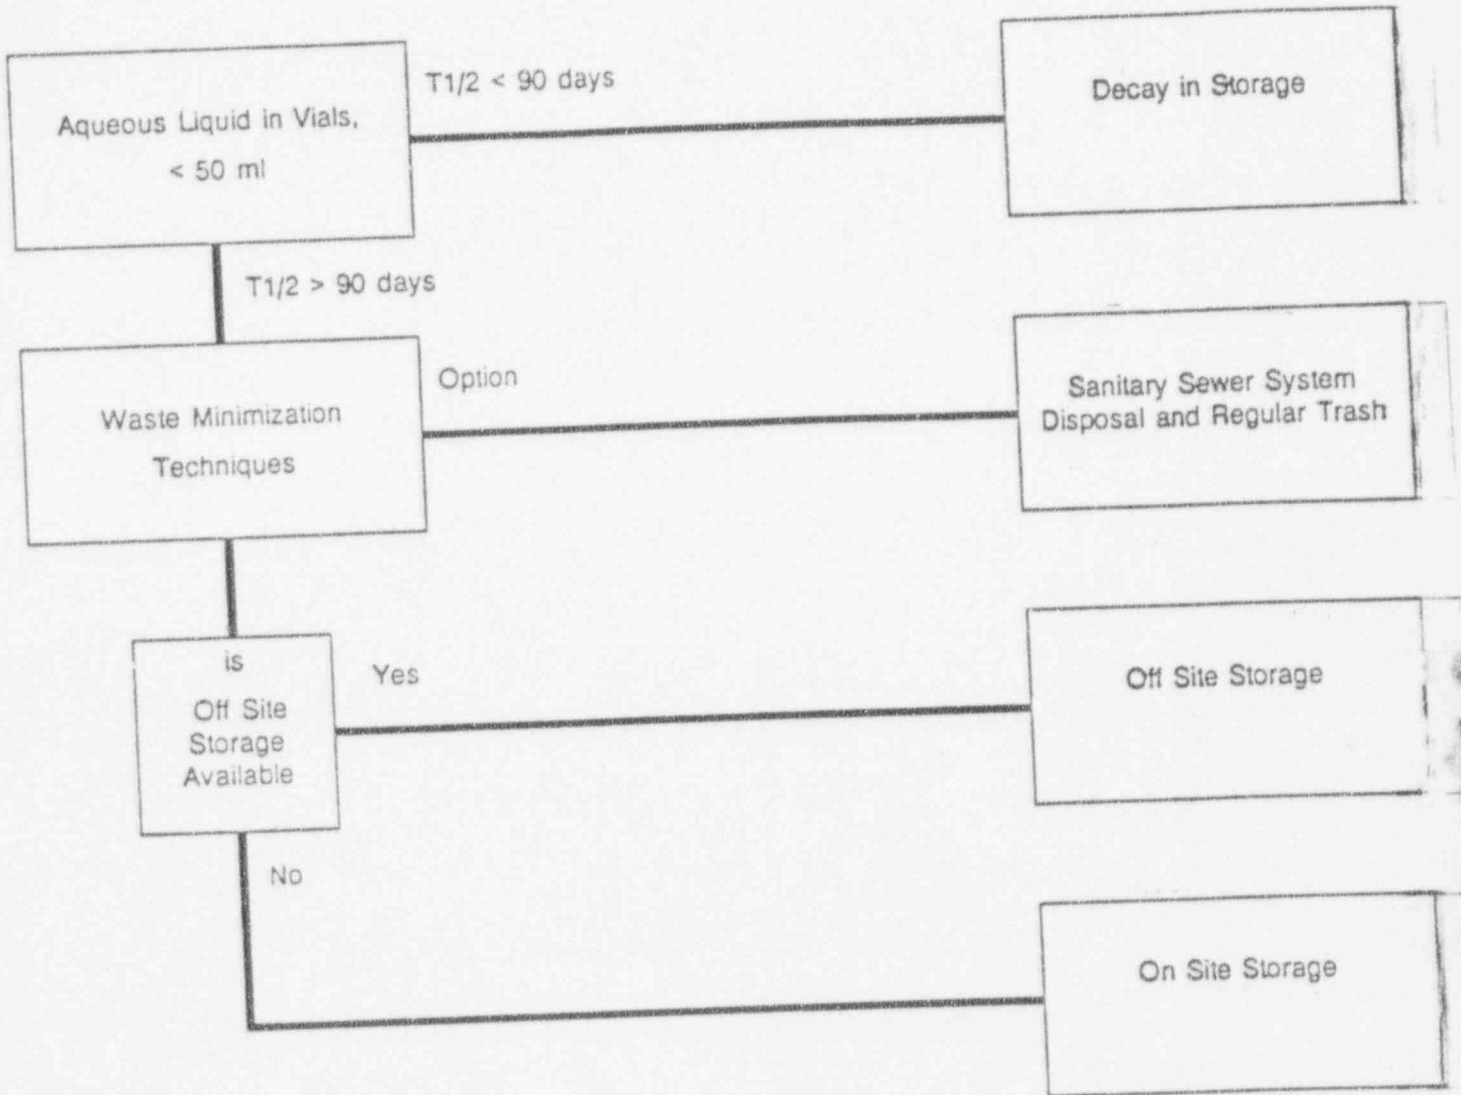 T1/2 < 90 days
Decay in Storage
Aqueous Liquid in Vials,
< 50 ml
T1/2 > 90 days
Option
Sanitary Sewer System
Disposal and Regular Trash
Waste Minimization
Techniques
is
Off Site
Storage
Available
Yes
Off Site Storage
No
On Site Storage